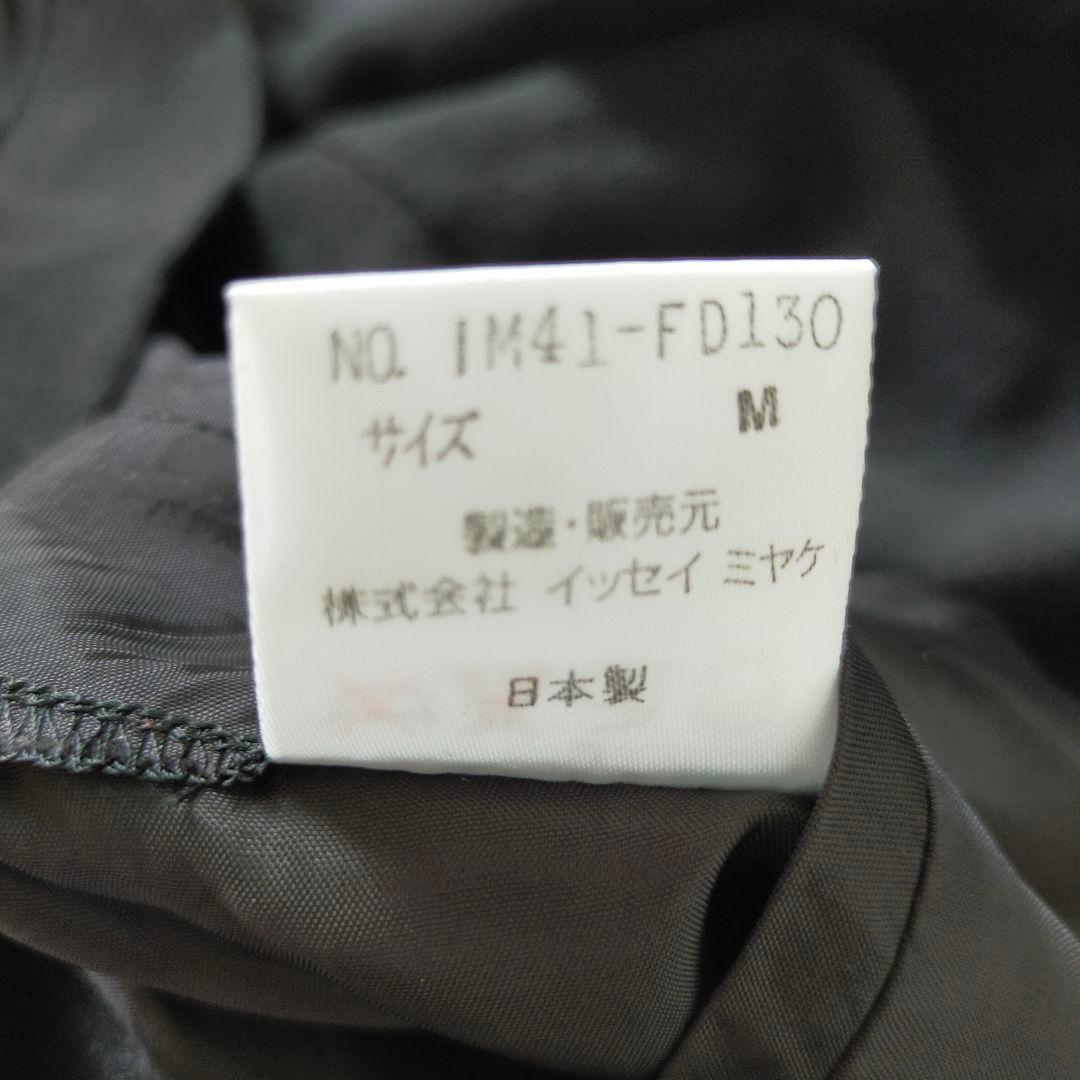 NO. IM41-FD130
サイズ M
製造・販売元
株式会社 イッセイ ミヤケ
日本製